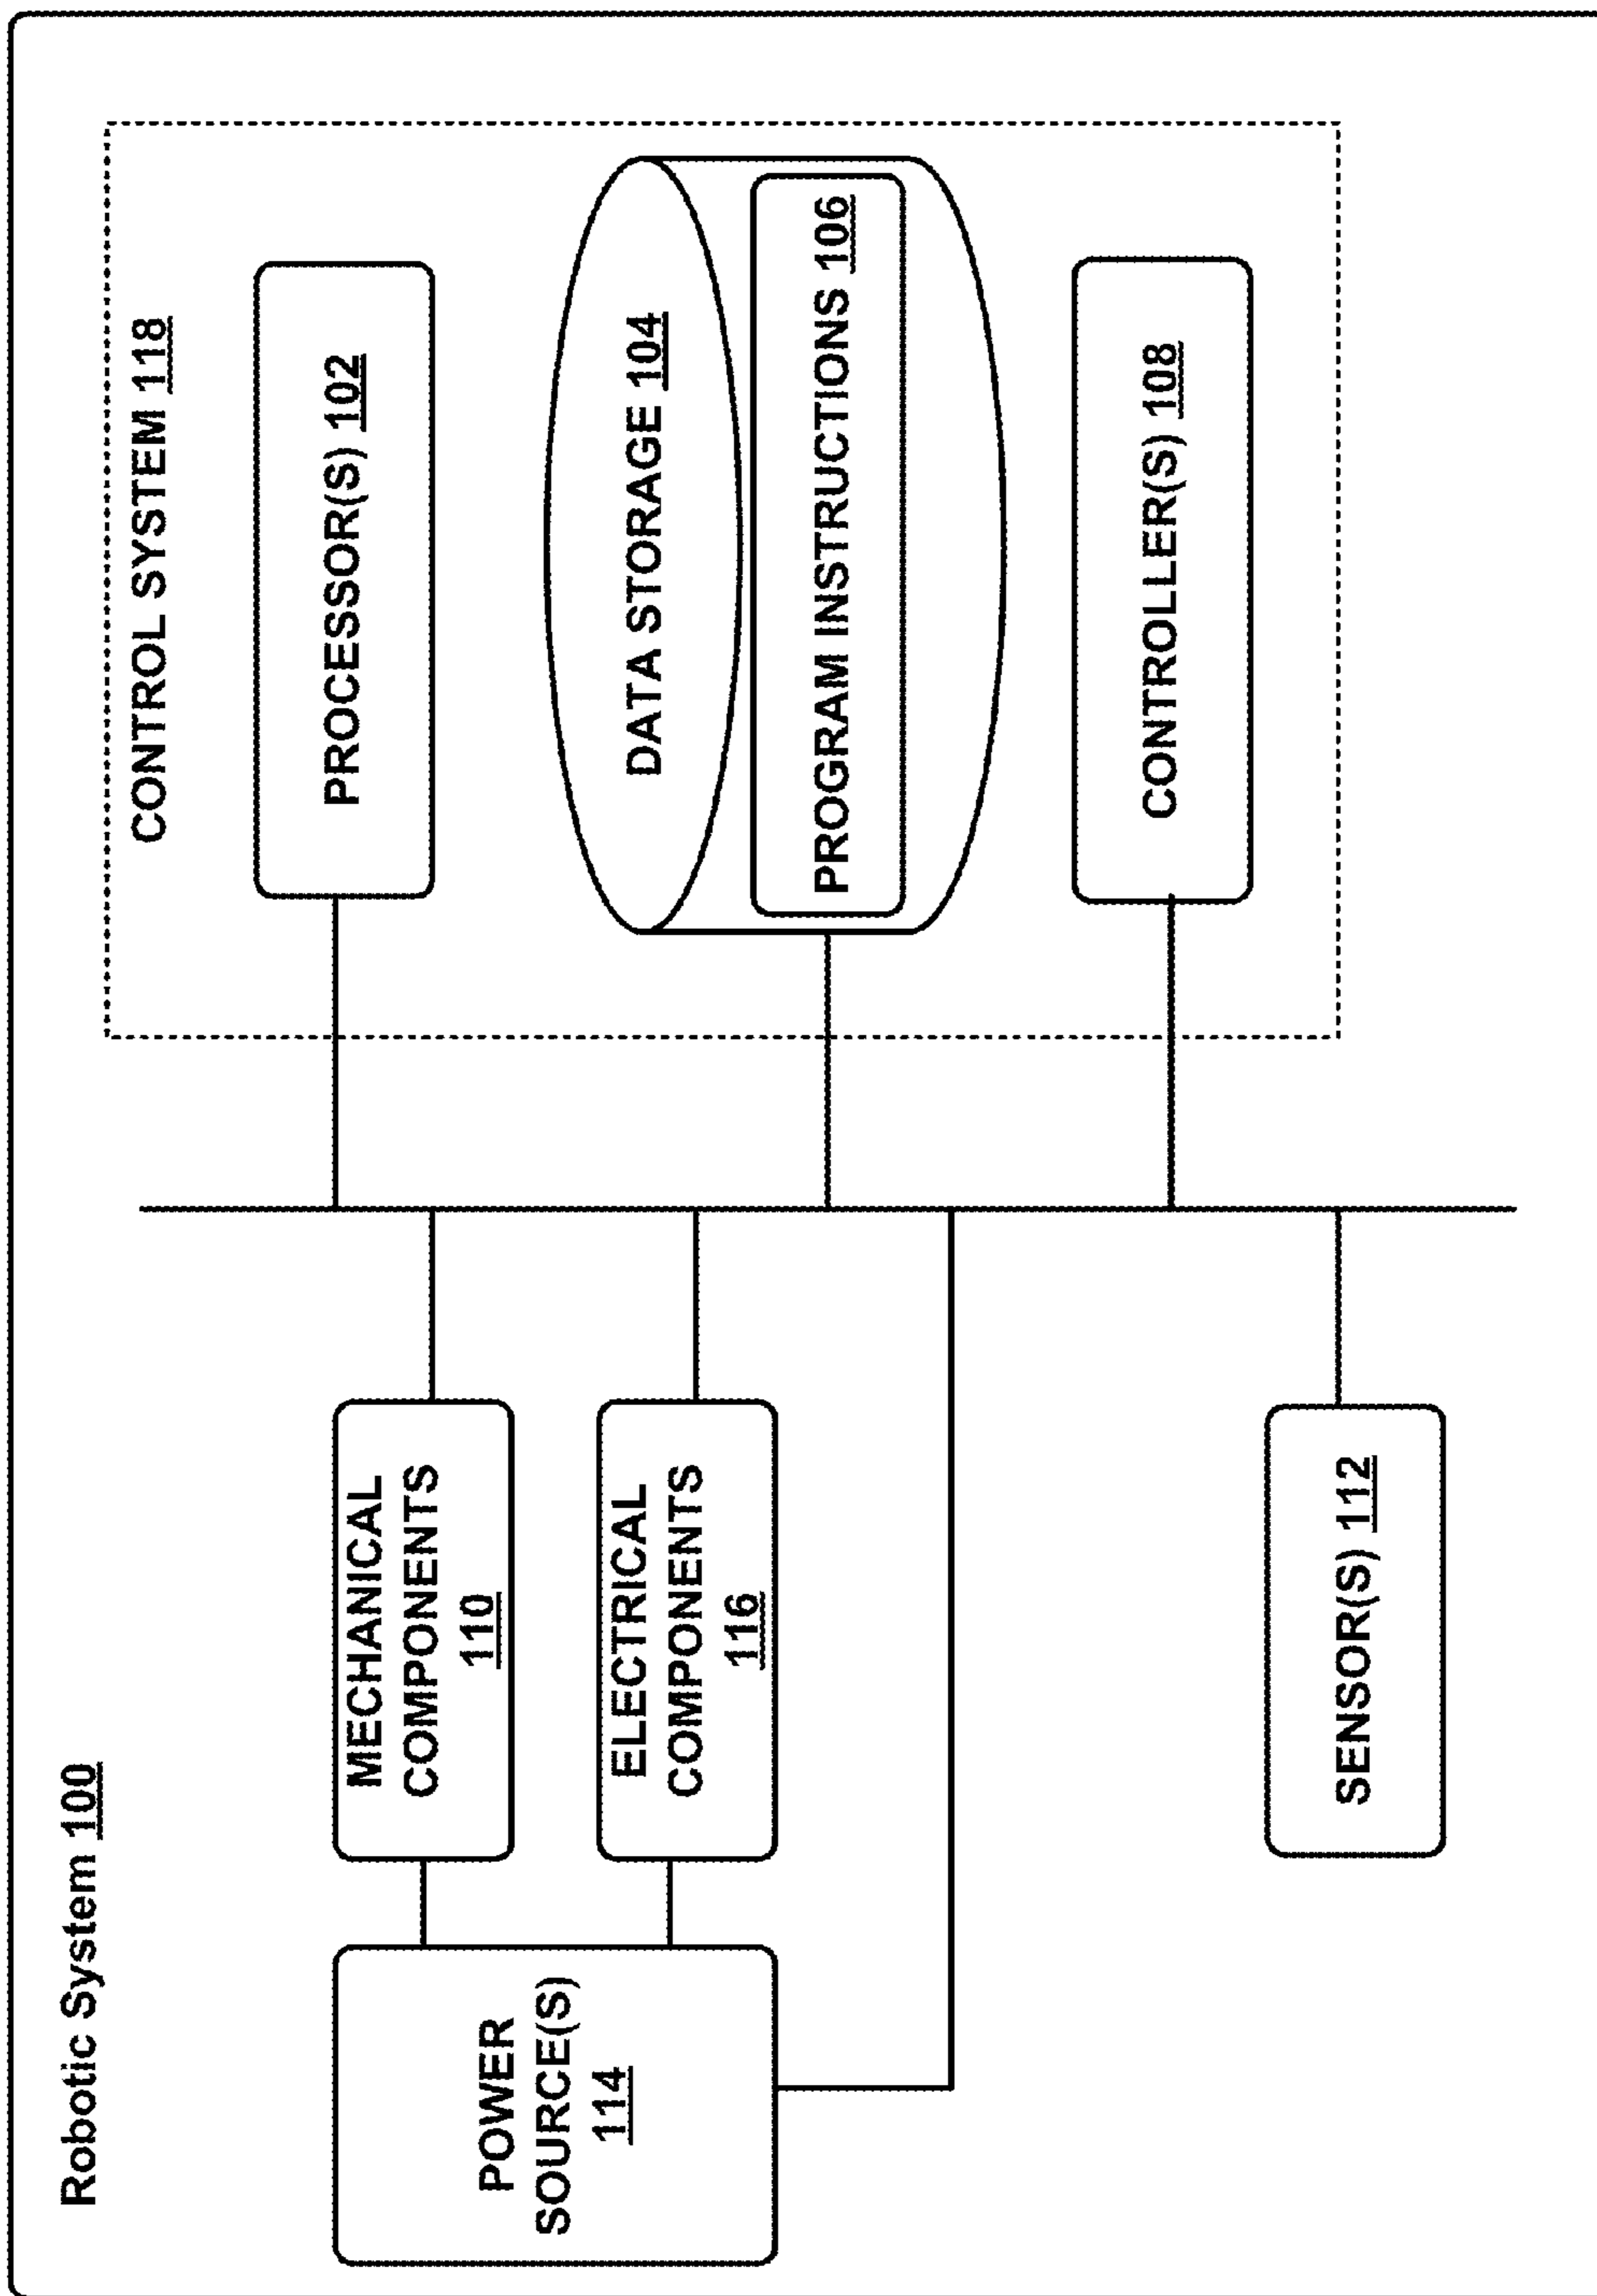 Robotic System 100
CONTROL SYSTEM 118
POWER
SOURCE(S)
114
MECHANICAL
COMPONENTS
110
ELECTRICAL
COMPONENTS
116
SENSOR(S) 112
PROCESSOR(S) 102
DATA STORAGE 104
PROGRAM INSTRUCTIONS 106
CONTROLLER(S) 108